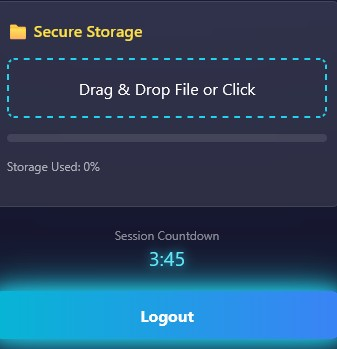 Secure Storage
Drag & Drop File or Click
Storage Used: 0%
Session Countdown
3:45
Logout